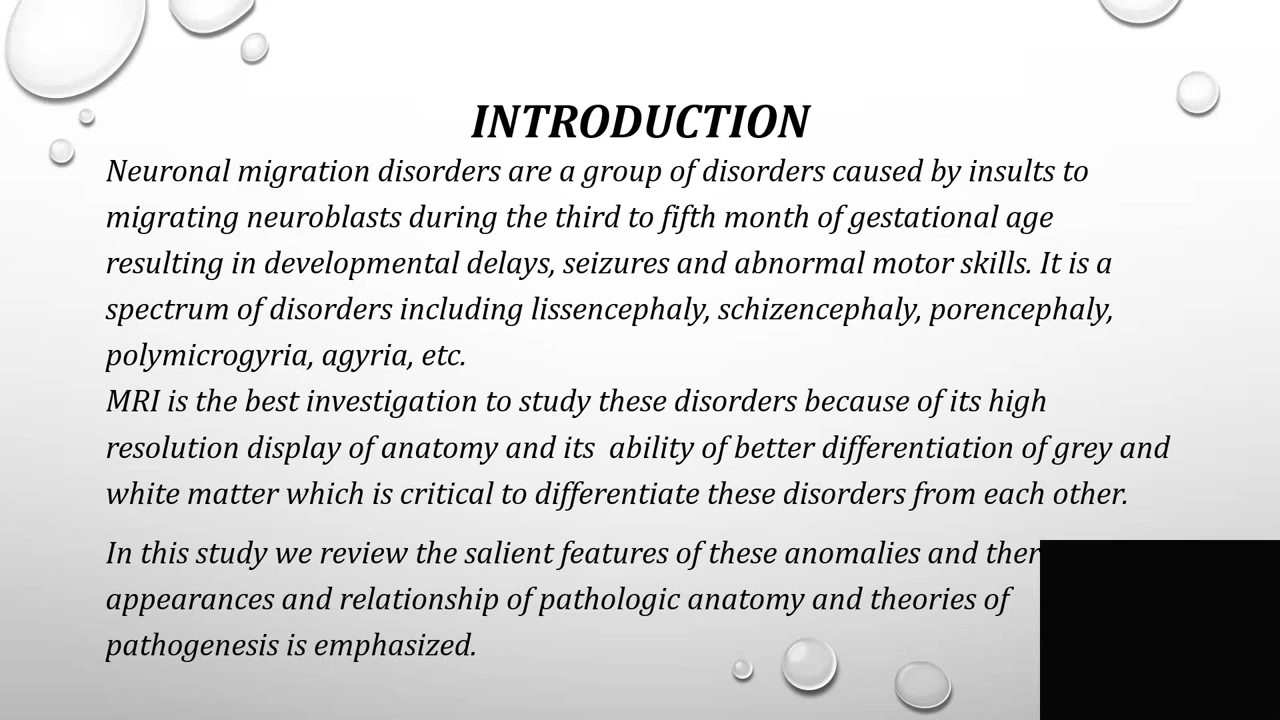 INTRODUCTION
Neuronal migration disorders are a group of disorders caused by insults to
migrating neuroblasts during the third to fifth month of gestational age
resulting in developmental delays, seizures and abnormal motor skills. It is a
spectrum of disorders including lissencephaly, schizencephaly, porencephaly,
polymicrogyria, agyria, etc.
MRI is the best investigation to study these disorders because of its high
resolution display of anatomy and its  ability of better differentiation of grey and
white matter which is critical to differentiate these disorders from each other.
In this study we review the salient features of these anomalies and
appearances and relationship of pathologic anatomy and theories of
pathogenesis is emphasized.